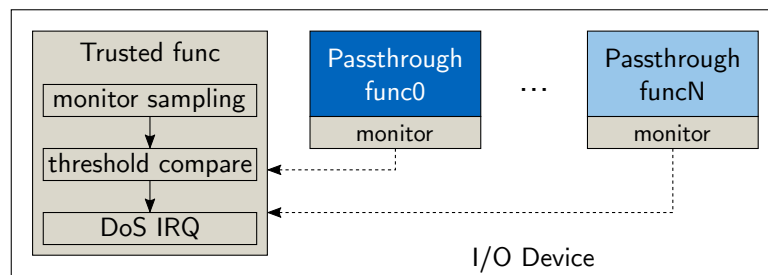 Trusted func
monitor sampling
threshold compare
DoS IRQ
Passthrough
func0
monitor
...
Passthrough
funcN
monitor
I/O Device